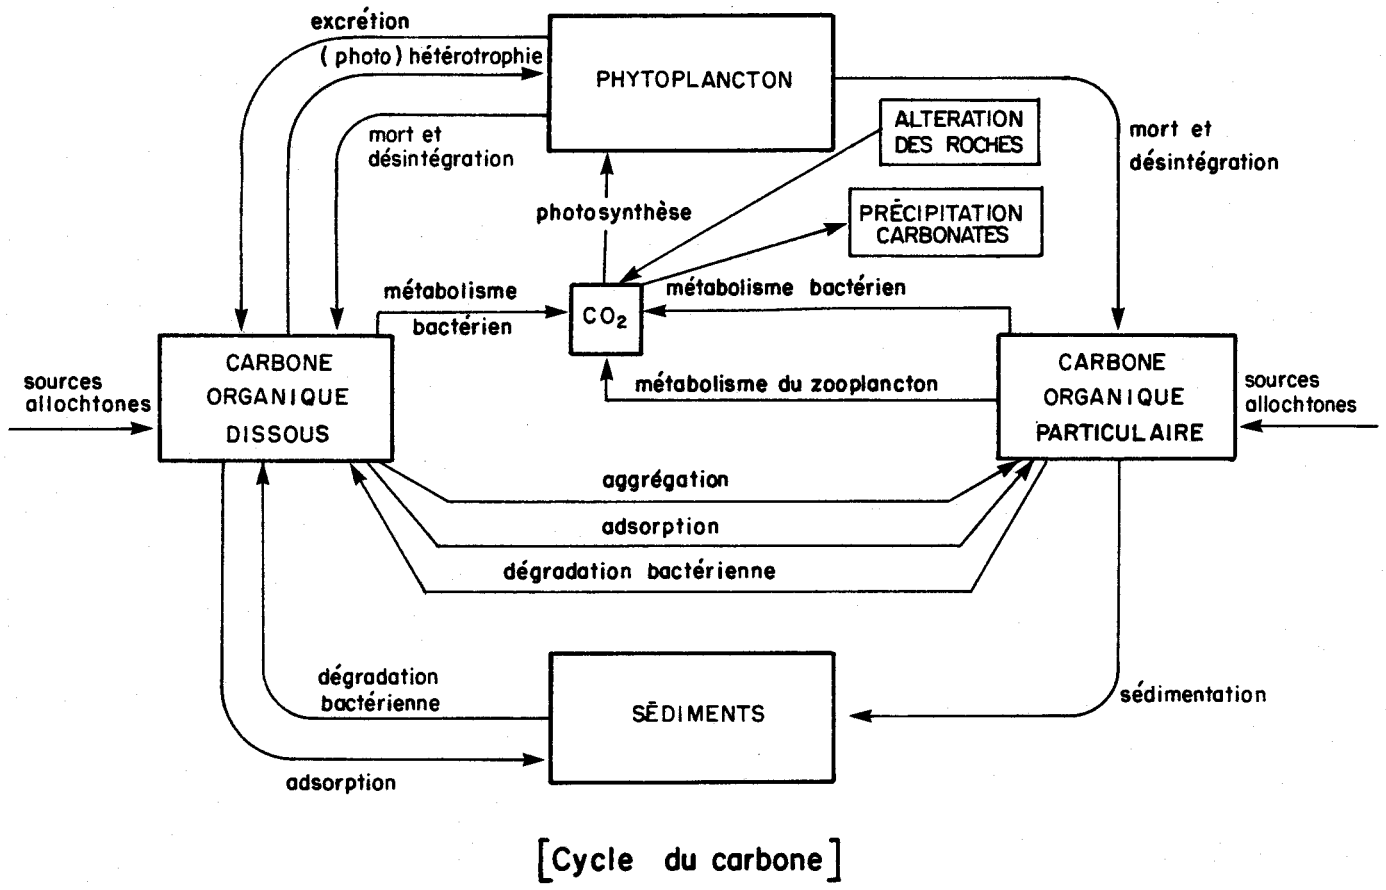 excrétion
(photo) hétérotrophie
PHYTOPLANCTON
mort et
désintégration
ALTERATION
DES ROCHES
mort et
désintégration
photosynthèse
PRÉCIPITATION
CARBONATES
métabolisme
bactérien
CO₂
métabolisme bactérien
sources
allochtones
CARBONE
ORGANIQUE
DISSOUS
métabolisme du zooplancton
CARBONE
ORGANIQUE
PARTICULAIRE
sources
allochtones
aggrégation
adsorption
dégradation bactérienne
dégradation
bactérienne
SÉDIMENTS
sédimentation
adsorption
[Cycle du carbone]